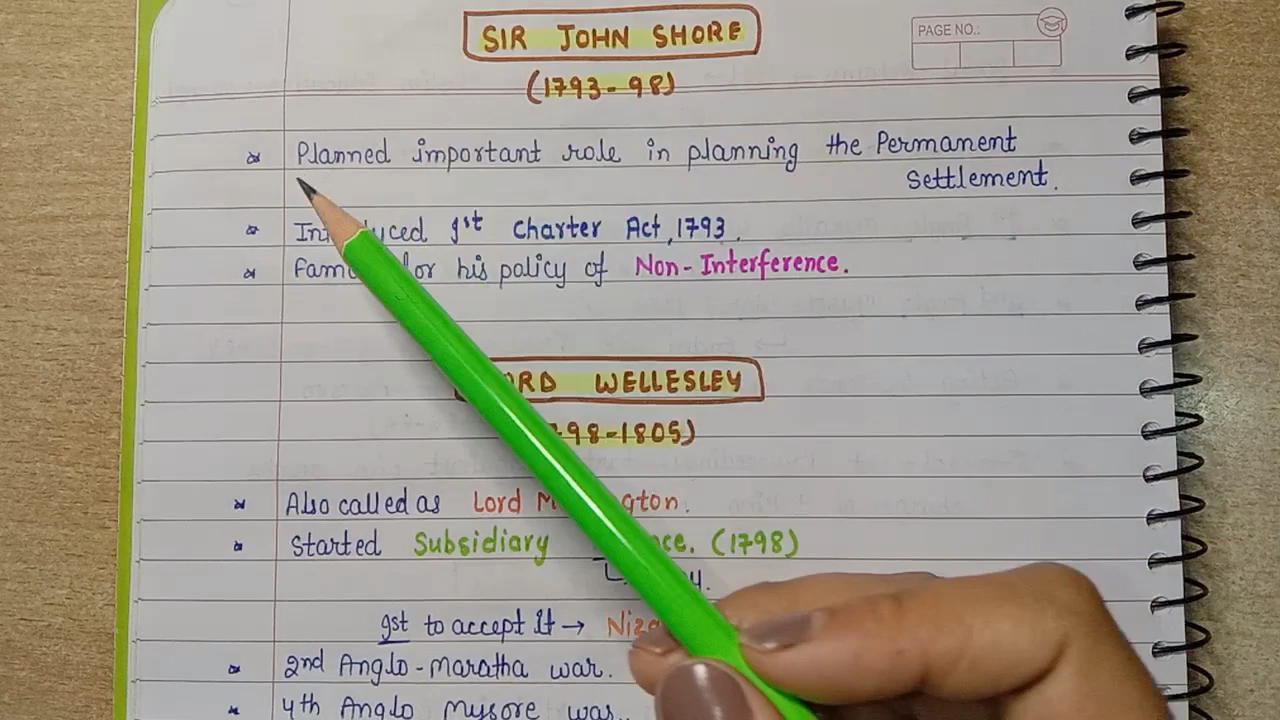 SIR JOHN SHORE
PAGE NO.:
(1793-98)
Planned important role in planning the Permanent
Settlement.
1st Charter Act, 1793.
for his policy of Non-Interference.
WELLESLEY
98-1805)
Also called as Lord
Started Subsidiary (1798)
1st to accept it →
2nd Anglo-Maratha war.
4th Anglo Mysore war.